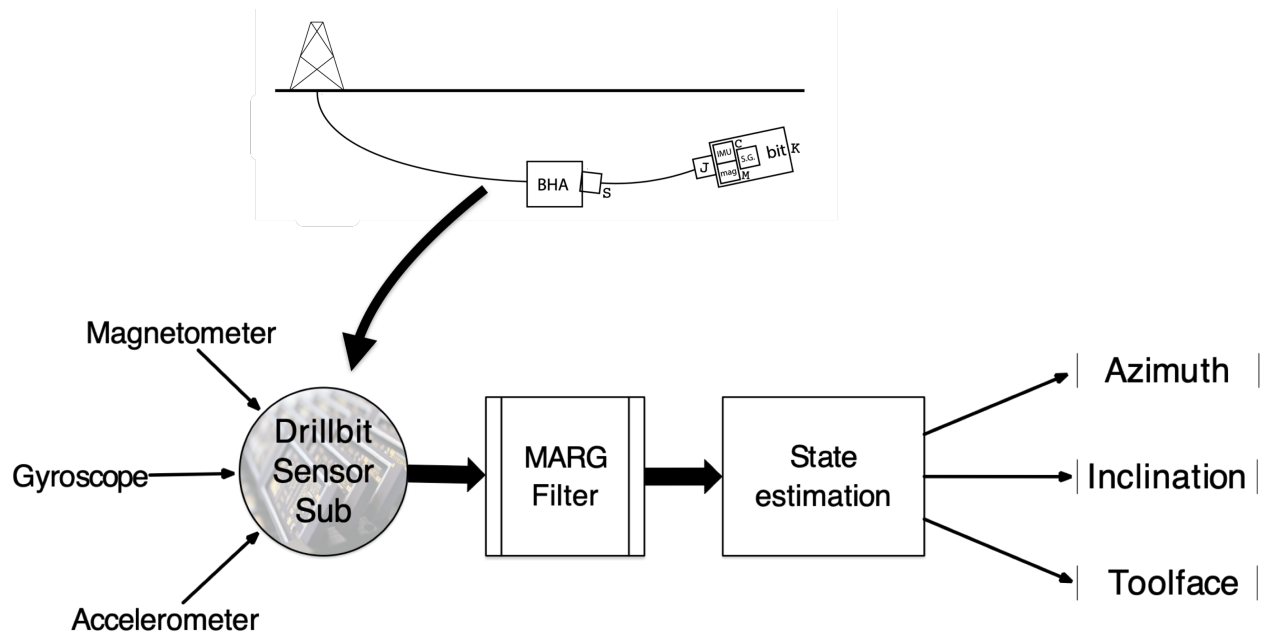 IMU
C
S.G.
bit
K
J
mag
M
BHA
S
Magnetometer
Gyroscope
Accelerometer
Drillbit
Sensor
Sub
MARG
Filter
State
estimation
Azimuth
Inclination
Toolface